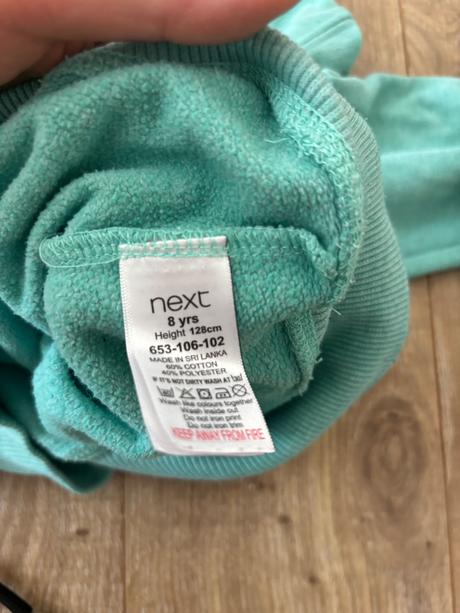 next
8 yrs
Height 128cm
653-106-102
MADE IN SRI LANKA
60% COTTON
40% POLYESTER
IF IT'S NOT DIRTY WASH AT
Wash like colours together
Wash inside out
Do not iron print
Do not iron trim
KEEP AWAY FROM FIRE